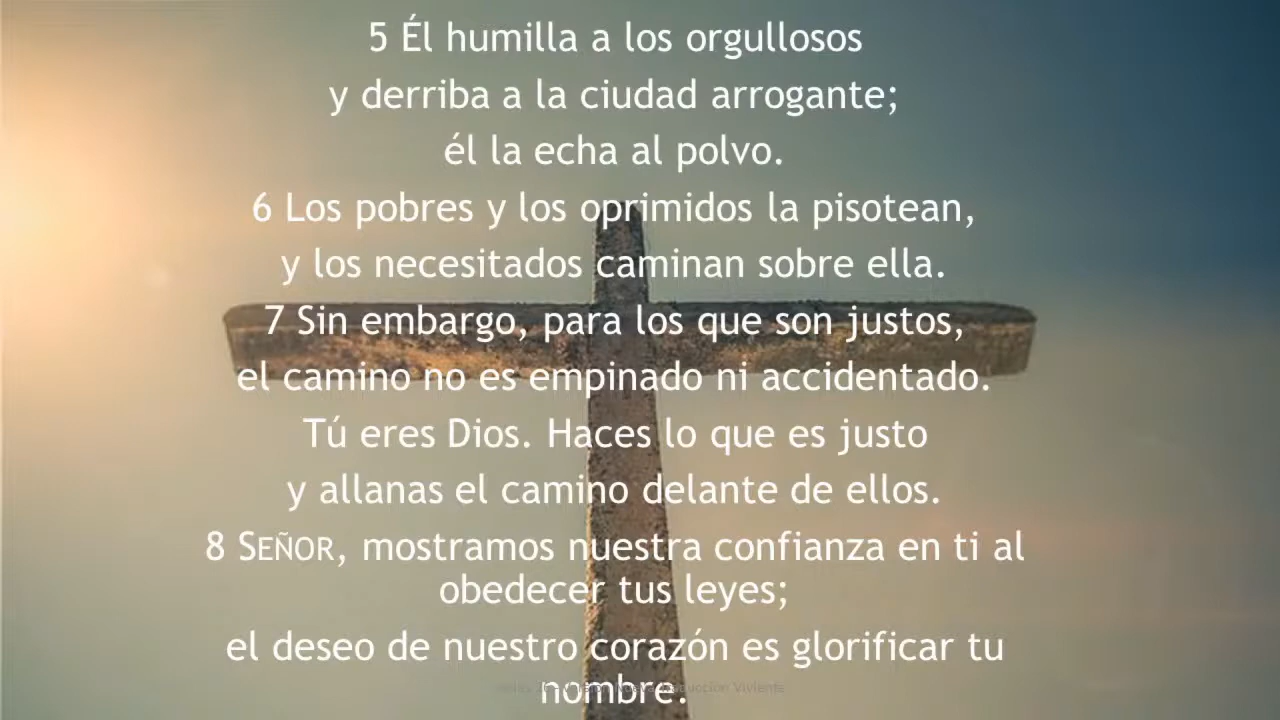 5 Él humilla a los orgullosos
y derriba a la ciudad arrogante;
él la echa al polvo.
6 Los pobres y los oprimidos la pisotean,
y los necesitados caminan sobre ella.
7 Sin embargo, para los que son justos,
el camino no es empinado ni accidentado.
Tú eres Dios. Haces lo que es justo
y allanas el camino delante de ellos.
8 SEÑOR, mostramos nuestra confianza en ti al
obedecer tus leyes;
el deseo de nuestro corazón es glorificar tu
nombre.
Viviente